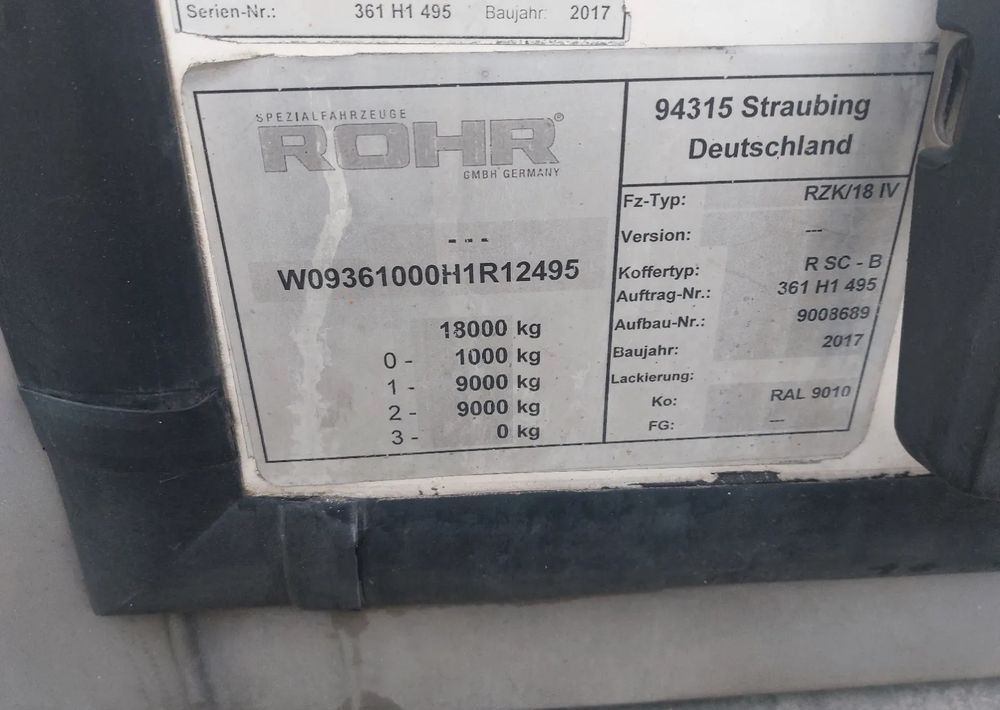 Serien-Nr.: 361 H1 495 Baujahr: 2017
SPEZIALFAHRZEUGE
ROHR®
GMBH GERMANY
---
W09361000H1R12495
18000 kg
0 - 1000 kg
1 - 9000 kg
2 - 9000 kg
3 - 0 kg
94315 Straubing
Deutschland
Fz-Typ: RZK/18 IV
Version: ---
Koffertyp: R SC - B
Auftrag-Nr.: 361 H1 495
Aufbau-Nr.: 9008689
Baujahr: 2017
Lackierung:
Ko: RAL 9010
FG: ---